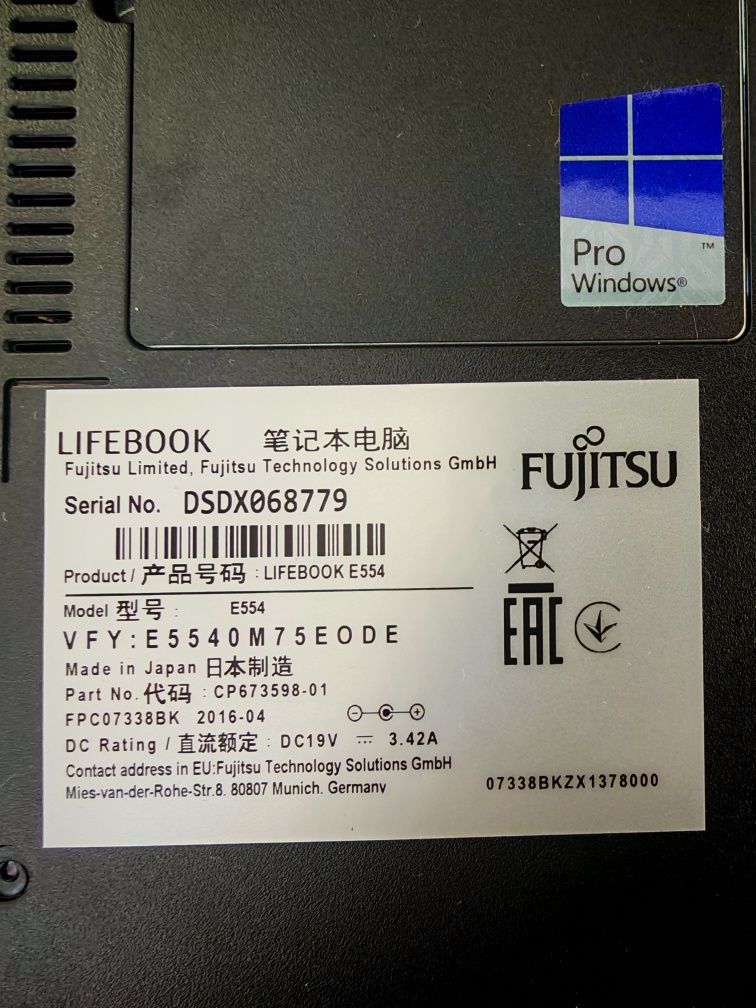 Pro ™
Windows®
LIFEBOOK 笔记本电脑
Fujitsu Limited, Fujitsu Technology Solutions GmbH
FUJITSU
Serial No. DSDX068779
Product / 产品号码 : LIFEBOOK E554
Model 型号 : E554
VFY:E5540M75EODE
EAC
Made in Japan 日本制造
Part No. 代码 : CP673598-01
FPC07338BK 2016-04
DC Rating / 直流额定 : DC19V ⎓ 3.42A
Contact address in EU:Fujitsu Technology Solutions GmbH
Mies-van-der-Rohe-Str.8. 80807 Munich. Germany
07338BKZX1378000